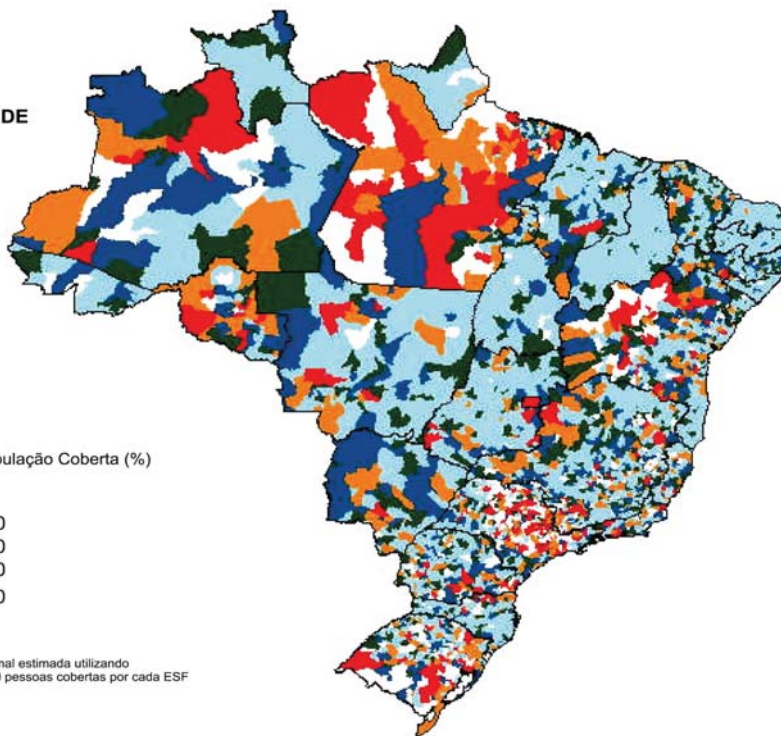 DE
pulação Coberta (%)
0
0
0
0
nal estimada utilizando
pessoas cobertas por cada ESF